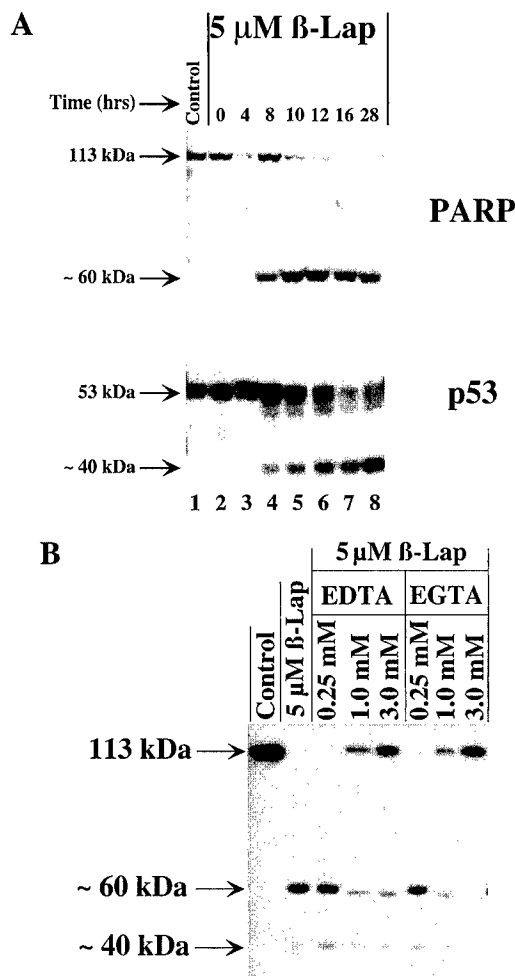 A
5 μM ß-Lap
Control
Time (hrs)
0 4 8 10 12 16 28
113 kDa
PARP
~ 60 kDa
53 kDa
p53
~ 40 kDa
1 2 3 4 5 6 7 8
B
5 μM ß-Lap
EDTA EGTA
Control
5 μM ß-Lap
0.25 mM
1.0 mM
3.0 mM
0.25 mM
1.0 mM
3.0 mM
113 kDa
~ 60 kDa
~ 40 kDa